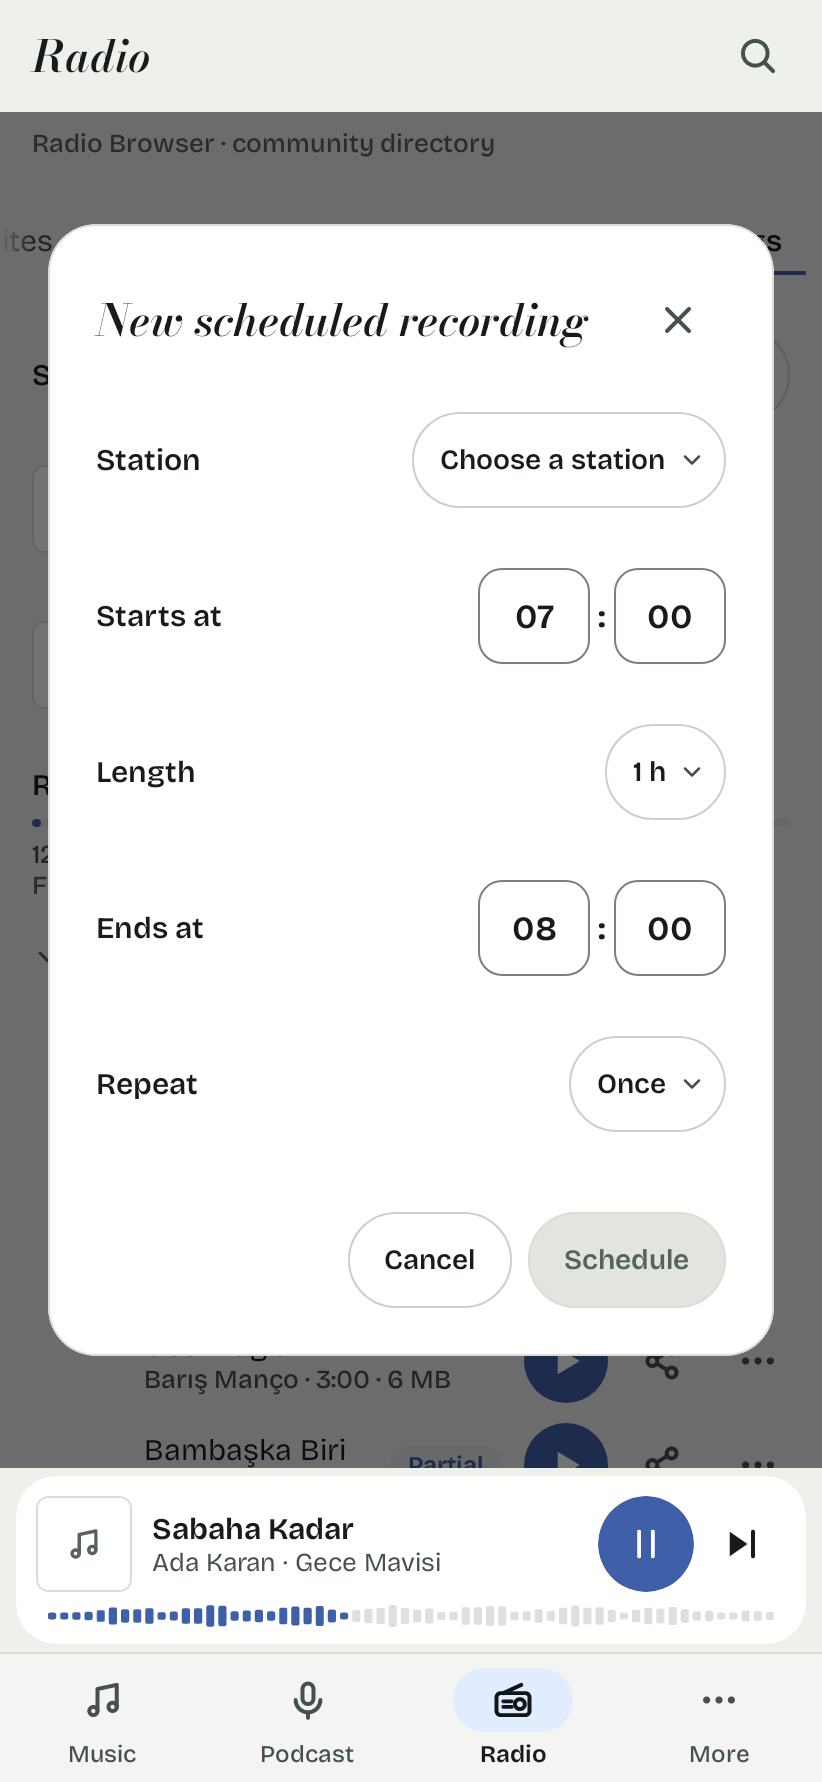 Radio
Radio Browser · community directory
New scheduled recording
Station
Choose a station
Starts at
07 : 00
Length
1 h
Ends at
08 : 00
Repeat
Once
Cancel
Schedule
Barış Manço · 3:00 · 6 MB
Bambaşka Biri
Partial
Sabaha Kadar
Ada Karan · Gece Mavisi
Music
Podcast
Radio
More